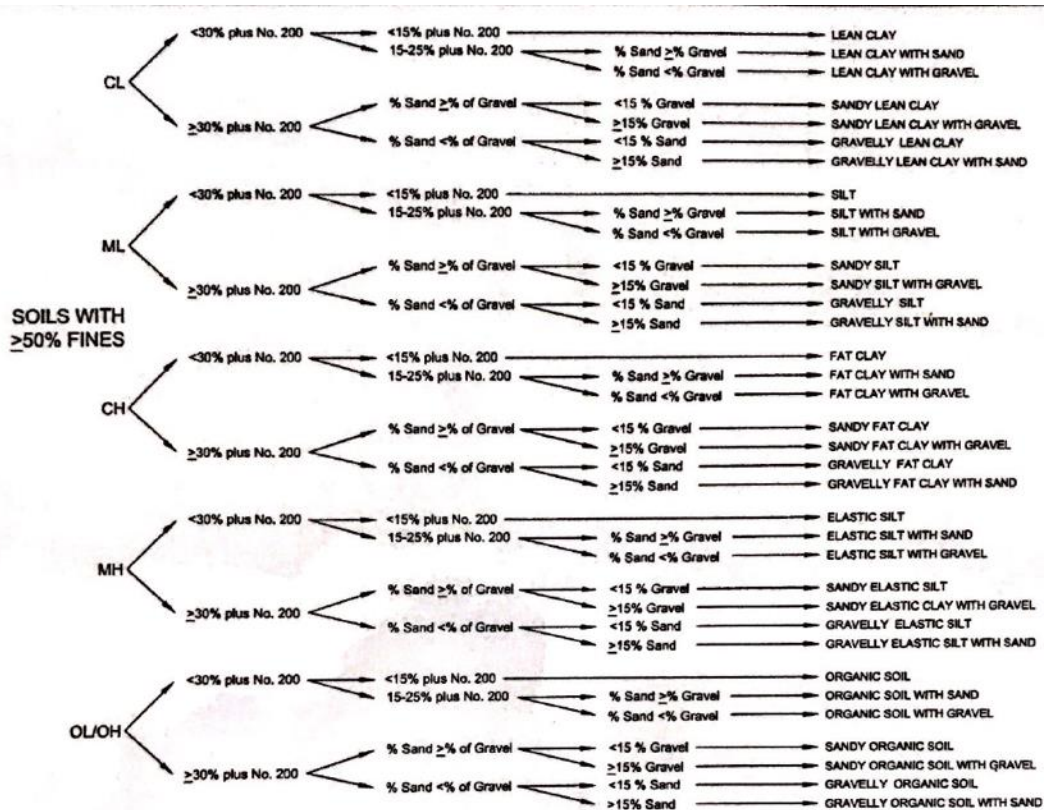 <30% plus No. 200 <15% plus No. 200 LEAN CLAY
15-25% plus No. 200 % Sand ≥% Gravel LEAN CLAY WITH SAND
% Sand <% Gravel LEAN CLAY WITH GRAVEL
CL
% Sand ≥% of Gravel <15 % Gravel SANDY LEAN CLAY
≥30% plus No. 200 ≥15% Gravel SANDY LEAN CLAY WITH GRAVEL
% Sand <% of Gravel <15 % Sand GRAVELLY LEAN CLAY
≥15% Sand GRAVELLY LEAN CLAY WITH SAND
<30% plus No. 200 <15% plus No. 200 SILT
15-25% plus No. 200 % Sand ≥% Gravel SILT WITH SAND
% Sand <% Gravel SILT WITH GRAVEL
ML
% Sand ≥% of Gravel <15 % Gravel SANDY SILT
≥30% plus No. 200 ≥15% Gravel SANDY SILT WITH GRAVEL
% Sand <% of Gravel <15 % Sand GRAVELLY SILT
≥15% Sand GRAVELLY SILT WITH SAND
SOILS WITH
≥50% FINES
<30% plus No. 200 <15% plus No. 200 FAT CLAY
15-25% plus No. 200 % Sand ≥% Gravel FAT CLAY WITH SAND
% Sand <% Gravel FAT CLAY WITH GRAVEL
CH
% Sand ≥% of Gravel <15 % Gravel SANDY FAT CLAY
≥30% plus No. 200 ≥15% Gravel SANDY FAT CLAY WITH GRAVEL
% Sand <% of Gravel <15 % Sand GRAVELLY FAT CLAY
≥15% Sand GRAVELLY FAT CLAY WITH SAND
<30% plus No. 200 <15% plus No. 200 ELASTIC SILT
15-25% plus No. 200 % Sand ≥% Gravel ELASTIC SILT WITH SAND
% Sand <% Gravel ELASTIC SILT WITH GRAVEL
MH
% Sand ≥% of Gravel <15 % Gravel SANDY ELASTIC SILT
≥30% plus No. 200 ≥15% Gravel SANDY ELASTIC CLAY WITH GRAVEL
% Sand <% of Gravel <15 % Sand GRAVELLY ELASTIC SILT
≥15% Sand GRAVELLY ELASTIC SILT WITH SAND
<30% plus No. 200 <15% plus No. 200 ORGANIC SOIL
15-25% plus No. 200 % Sand ≥% Gravel ORGANIC SOIL WITH SAND
% Sand <% Gravel ORGANIC SOIL WITH GRAVEL
OL/OH
% Sand ≥% of Gravel <15 % Gravel SANDY ORGANIC SOIL
≥30% plus No. 200 ≥15% Gravel SANDY ORGANIC SOIL WITH GRAVEL
% Sand <% of Gravel <15 % Sand GRAVELLY ORGANIC SOIL
>15% Sand GRAVELLY ORGANIC SOIL WITH SAND